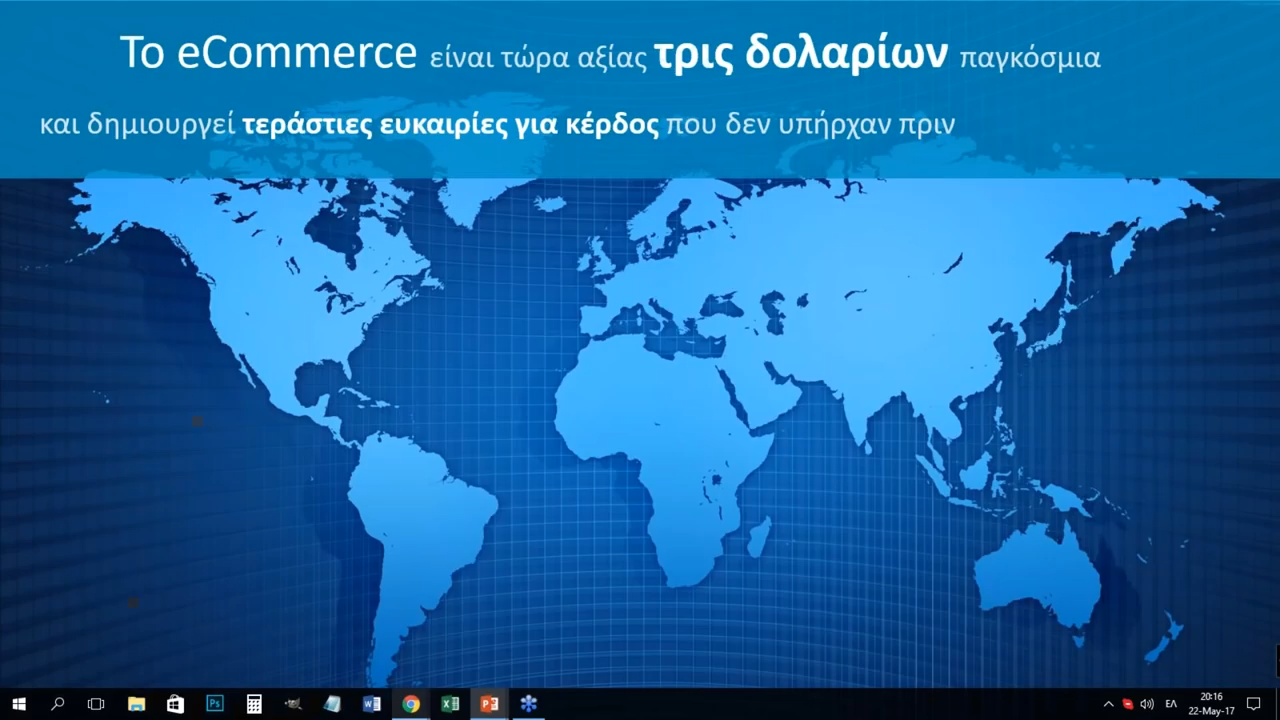 Το eCommerce είναι τώρα αξίας τρις δολαρίων παγκόσμια
και δημιουργεί τεράστιες ευκαιρίες για κέρδος που δεν υπήρχαν πριν
Ps
ΕΛ
20:16
22-May-17